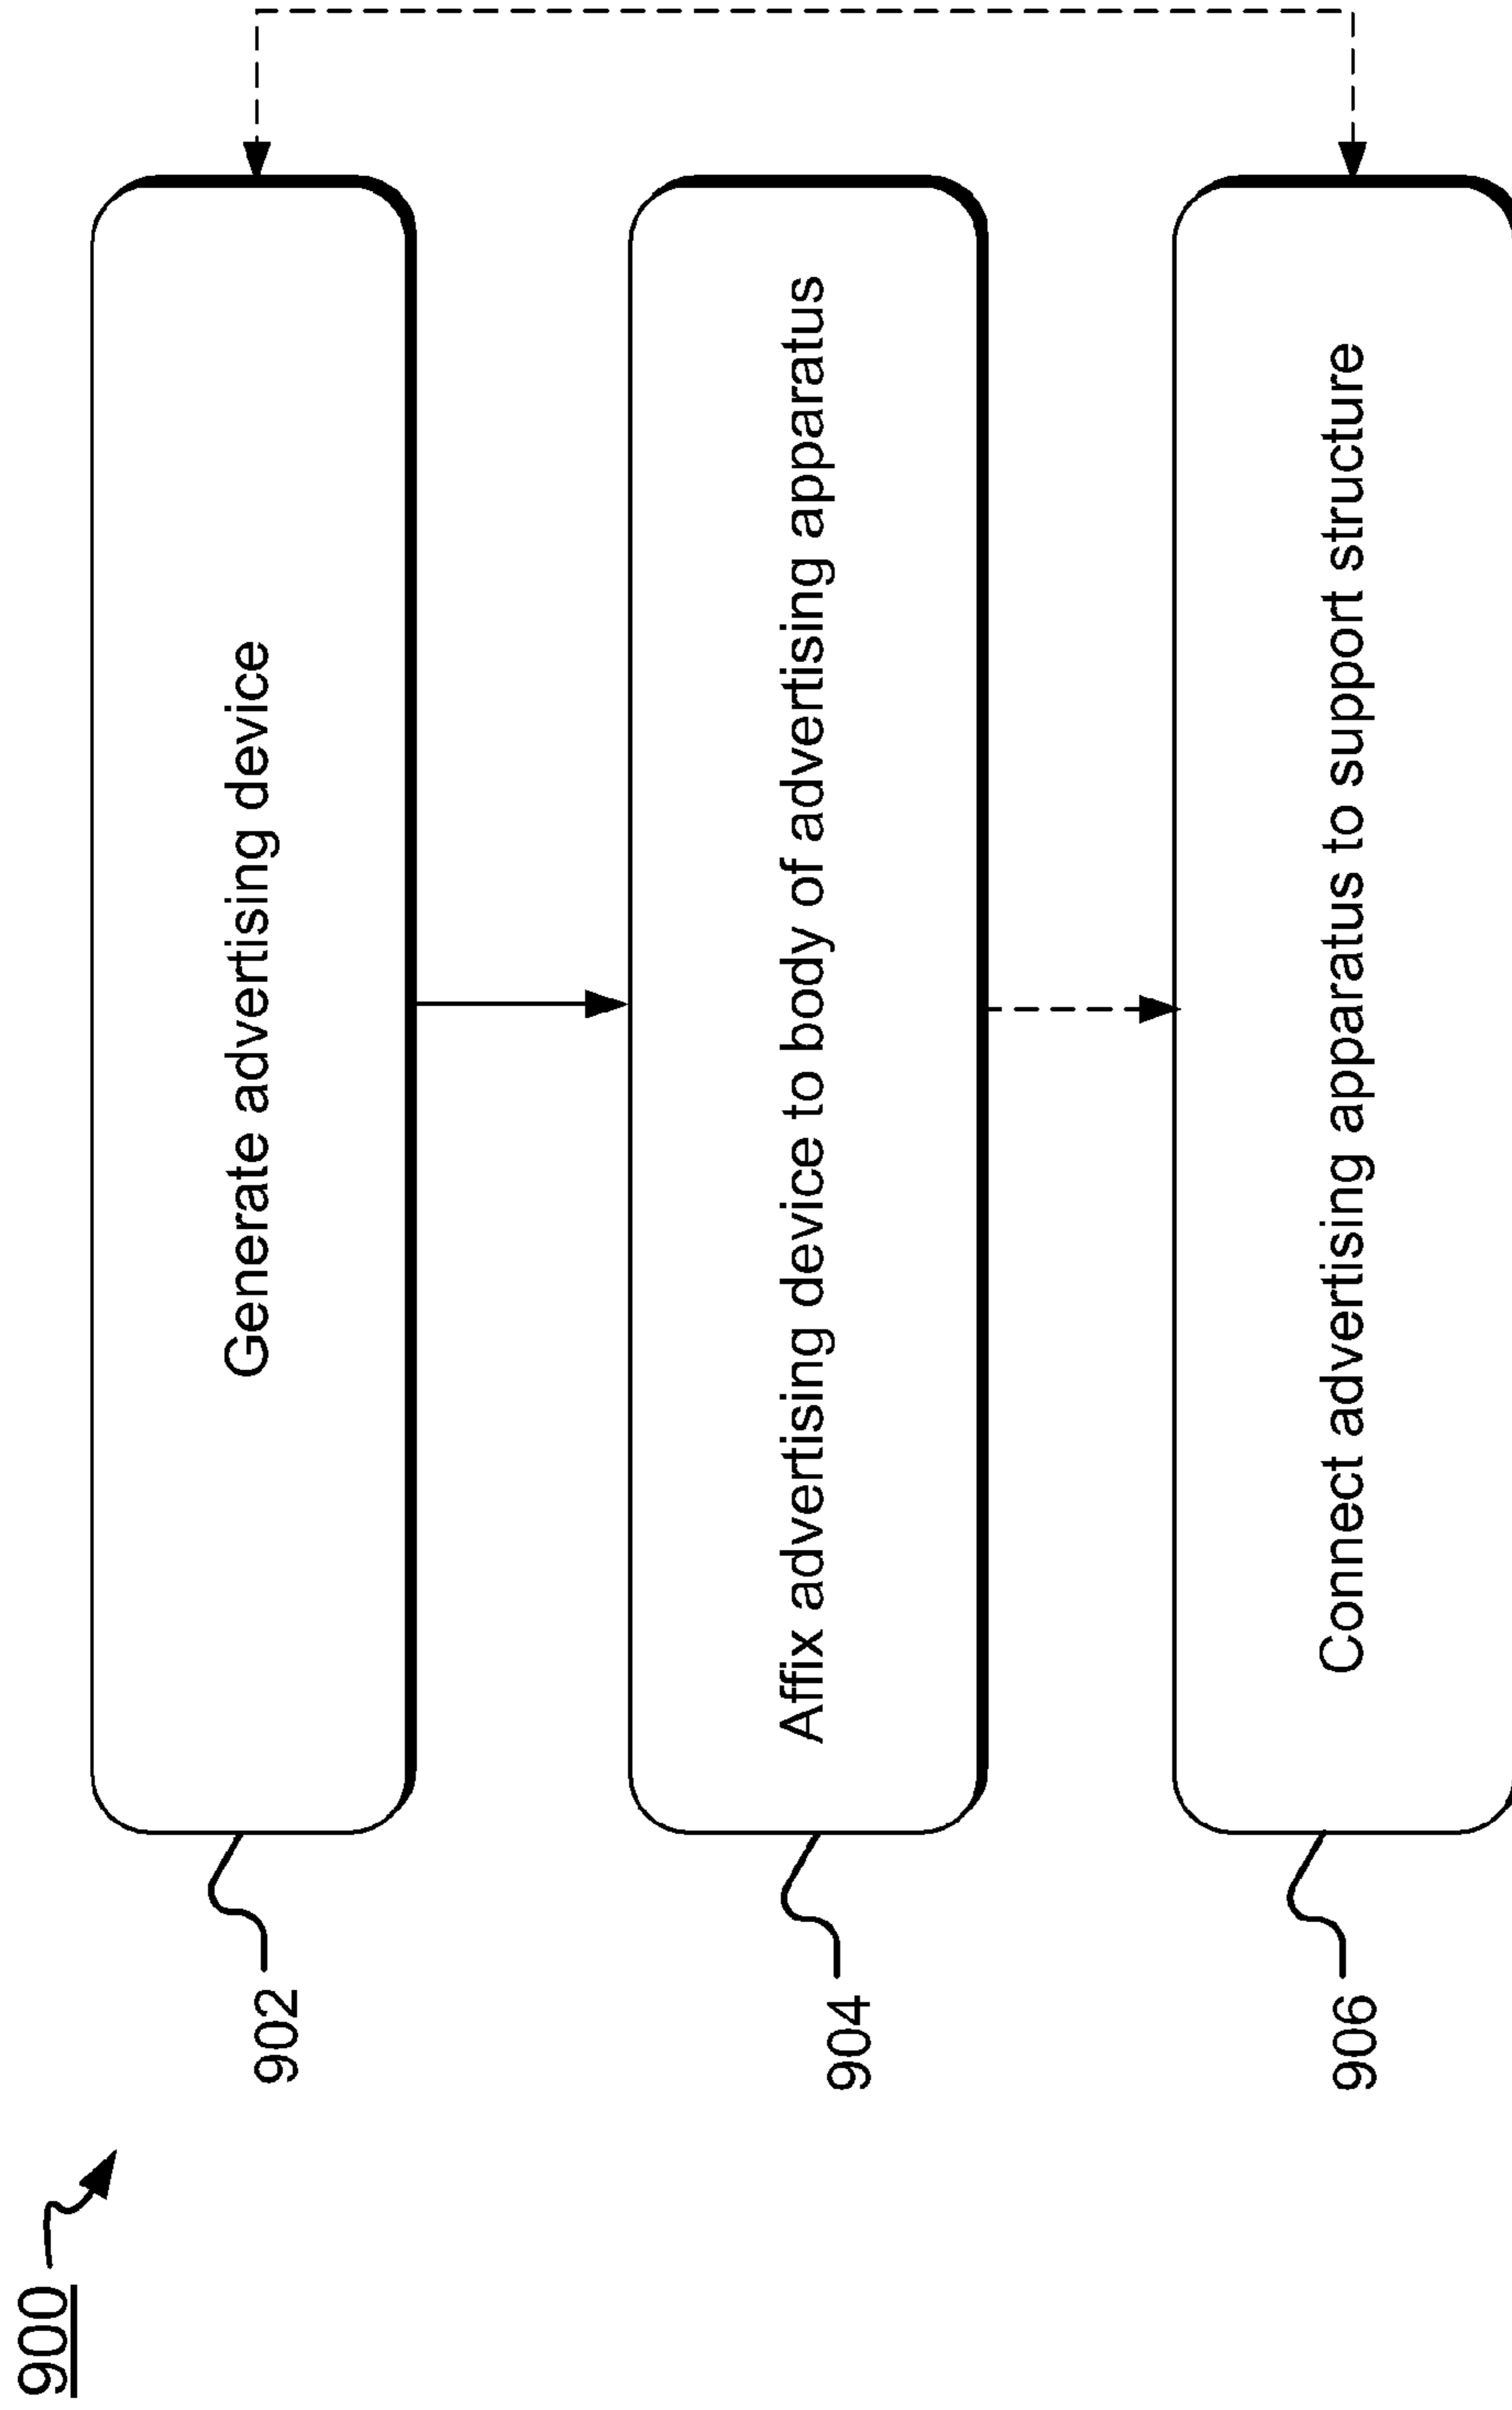 900
902
Generate advertising device
904
Affix advertising device to body of advertising apparatus
906
Connect advertising apparatus to support structure